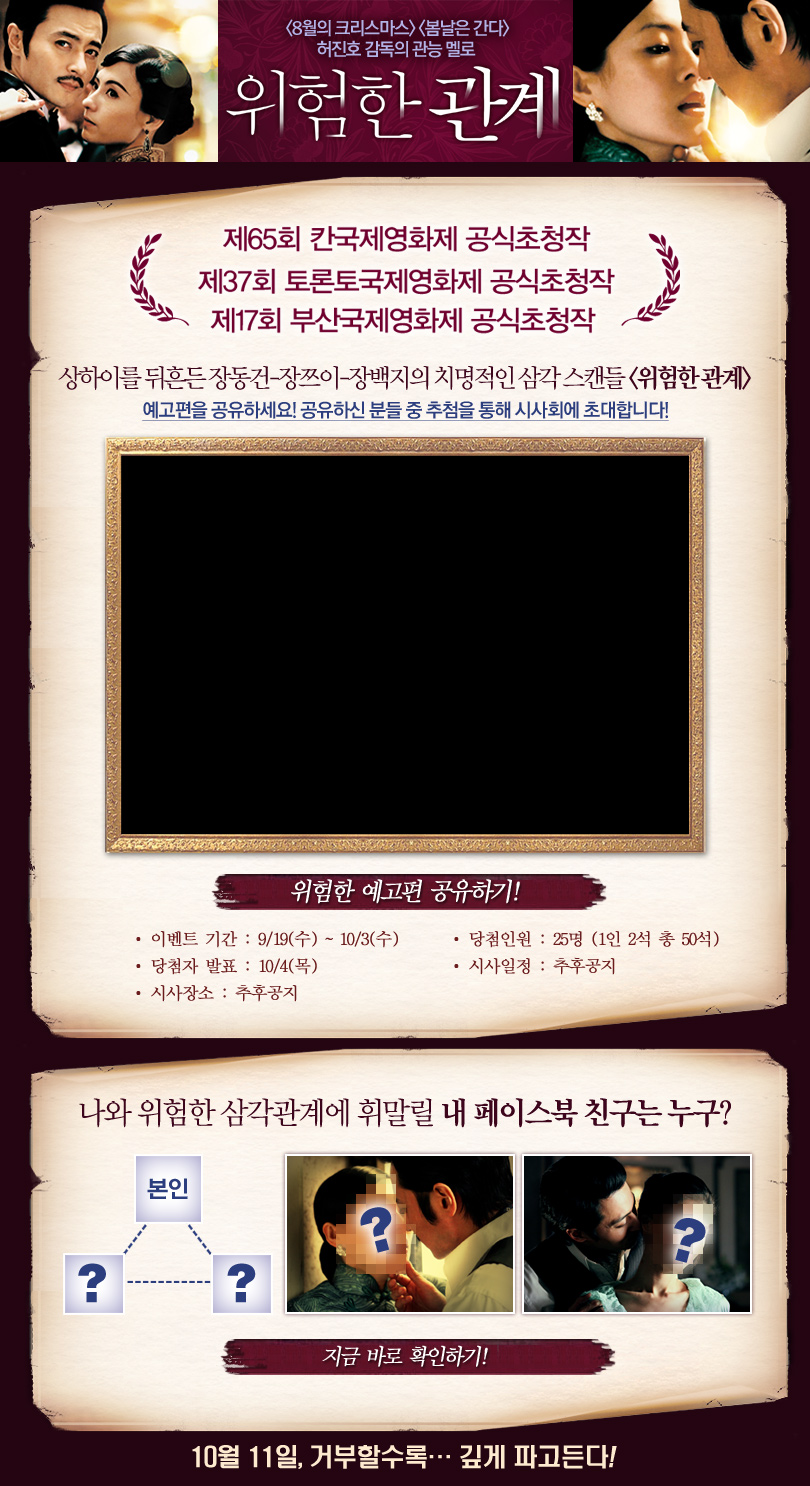 〈8월의 크리스마스〉 〈봄날은 간다〉
허진호 감독의 관능 멜로
위험한 관계
제65회 칸국제영화제 공식초청작
제37회 토론토국제영화제 공식초청작
제17회 부산국제영화제 공식초청작
상하이를 뒤흔든 장동건-장쯔이-장백지의 치명적인 삼각 스캔들 〈위험한 관계〉
예고편을 공유하세요! 공유하신 분들 중 추첨을 통해 시사회에 초대합니다!
위험한 예고편 공유하기!
• 이벤트 기간 : 9/19(수) ~ 10/3(수)
• 당첨인원 : 25명 (1인 2석 총 50석)
• 당첨자 발표 : 10/4(목)
• 시사일정 : 추후공지
• 시사장소 : 추후공지
나와 위험한 삼각관계에 휘말릴 내 페이스북 친구는 누구?
본인
?
?
?
?
지금 바로 확인하기!
10월 11일, 거부할수록… 깊게 파고든다!